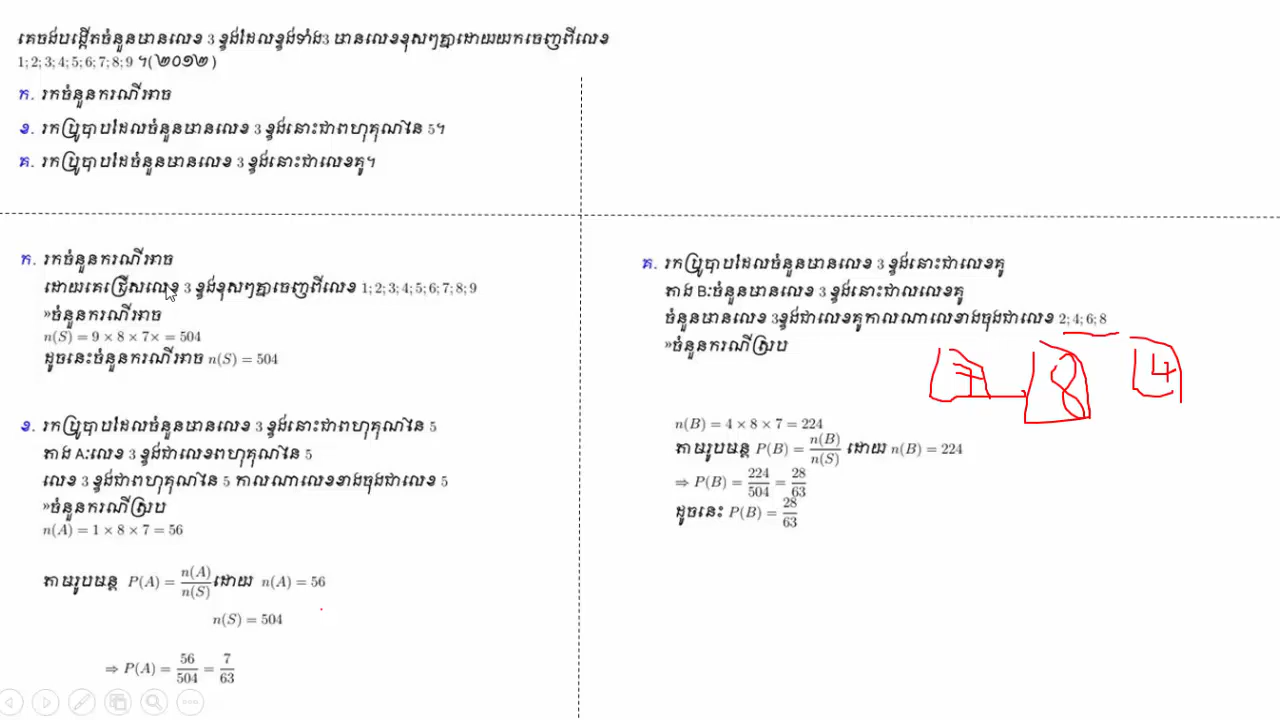 គេចង់បង្កើតចំនួនមានលេខ 3 ខ្ទង់ដែលខ្ទង់ទាំង3 មានលេខខុសៗគ្នាដោយយកចេញពីលេខ
1; 2; 3; 4; 5; 6; 7; 8; 9 ។(២០១២)
ក. រកចំនួនករណីអាច
ខ. រកប្រូបាបដែលចំនួនមានលេខ 3 ខ្ទង់នោះជាពហុគុណនៃ 5។
គ. រកប្រូបាបដែចំនួនមានលេខ 3 ខ្ទង់នោះជាលេខគូ។
ក. រកចំនួនករណីអាច
ដោយគេជ្រើសលេខ 3 ខ្ទង់ខុសៗគ្នាចេញពីលេខ 1; 2; 3; 4; 5; 6; 7; 8; 9
»ចំនួនករណីអាច
n(S) = 9 × 8 × 7× = 504
ដូចនេះចំនួនករណីអាច n(S) = 504
ខ. រកប្រូបាបដែលចំនួនមានលេខ 3 ខ្ទង់នោះជាពហុគុណនៃ 5
តាង A:លេខ 3 ខ្ទង់ជាលេខពហុគុណនៃ 5
លេខ 3 ខ្ទង់ជាពហុគុណនៃ 5 កាលណាលេខខាងចុងជាលេខ 5
»ចំនួនករណីស្រប
n(A) = 1 × 8 × 7 = 56
តាមរូបមន្ត P(A) = n(A)/n(S) ដោយ n(A) = 56
n(S) = 504
⇒ P(A) = 56/504 = 7/63
គ. រកប្រូបាបដែលចំនួនមានលេខ 3 ខ្ទង់នោះជាលេខគូ
តាង B:ចំនួនមានលេខ 3 ខ្ទង់នោះជាលលេខគូ
ចំនួនមានលេខ 3ខ្ទង់ជាលេខគូកាលណាលេខខាងចុងជាលេខ 2; 4; 6; 8
»ចំនួនករណីស្រប
7 8 4
n(B) = 4 × 8 × 7 = 224
តាមរូបមន្ត P(B) = n(B)/n(S) ដោយ n(B) = 224
⇒ P(B) = 224/504 = 28/63
ដូចនេះ P(B) = 28/63